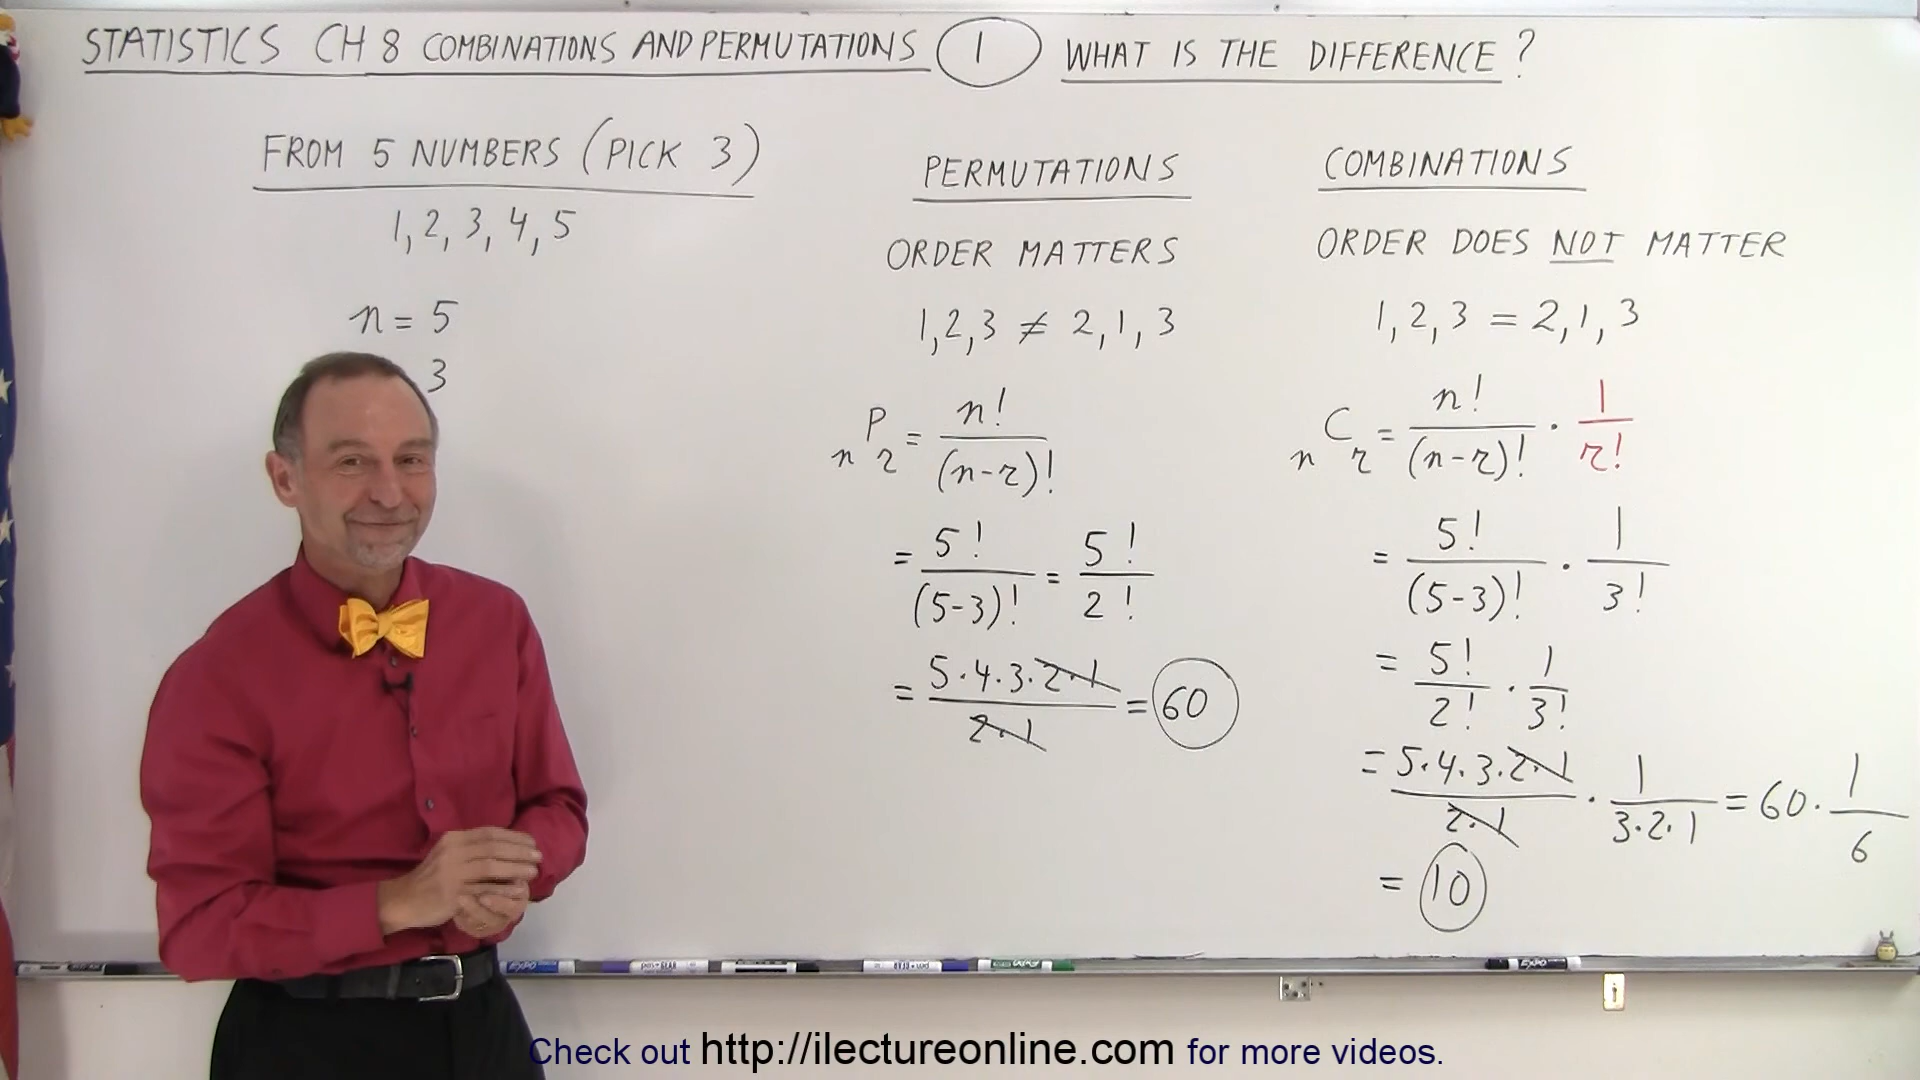 STATISTICS CH 8 COMBINATIONS AND PERMUTATIONS 1 WHAT IS THE DIFFERENCE?
FROM 5 NUMBERS (PICK 3)
1, 2, 3, 4, 5
n = 5
3
PERMUTATIONS
ORDER MATTERS
1, 2, 3 ≠ 2, 1, 3
nPr = n! / (n-r)!
= 5! / (5-3)! = 5! / 2!
= 5·4·3·2·1 / 2·1 = 60
COMBINATIONS
ORDER DOES NOT MATTER
1, 2, 3 = 2, 1, 3
nCr = n! / (n-r)! · 1 / r!
= 5! / (5-3)! · 1 / 3!
= 5! / 2! · 1 / 3!
= 5·4·3·2·1 / 2·1 · 1 / 3·2·1 = 60 · 1 / 6
= 10
EXPO
Check out http://ilectureonline.com for more videos.